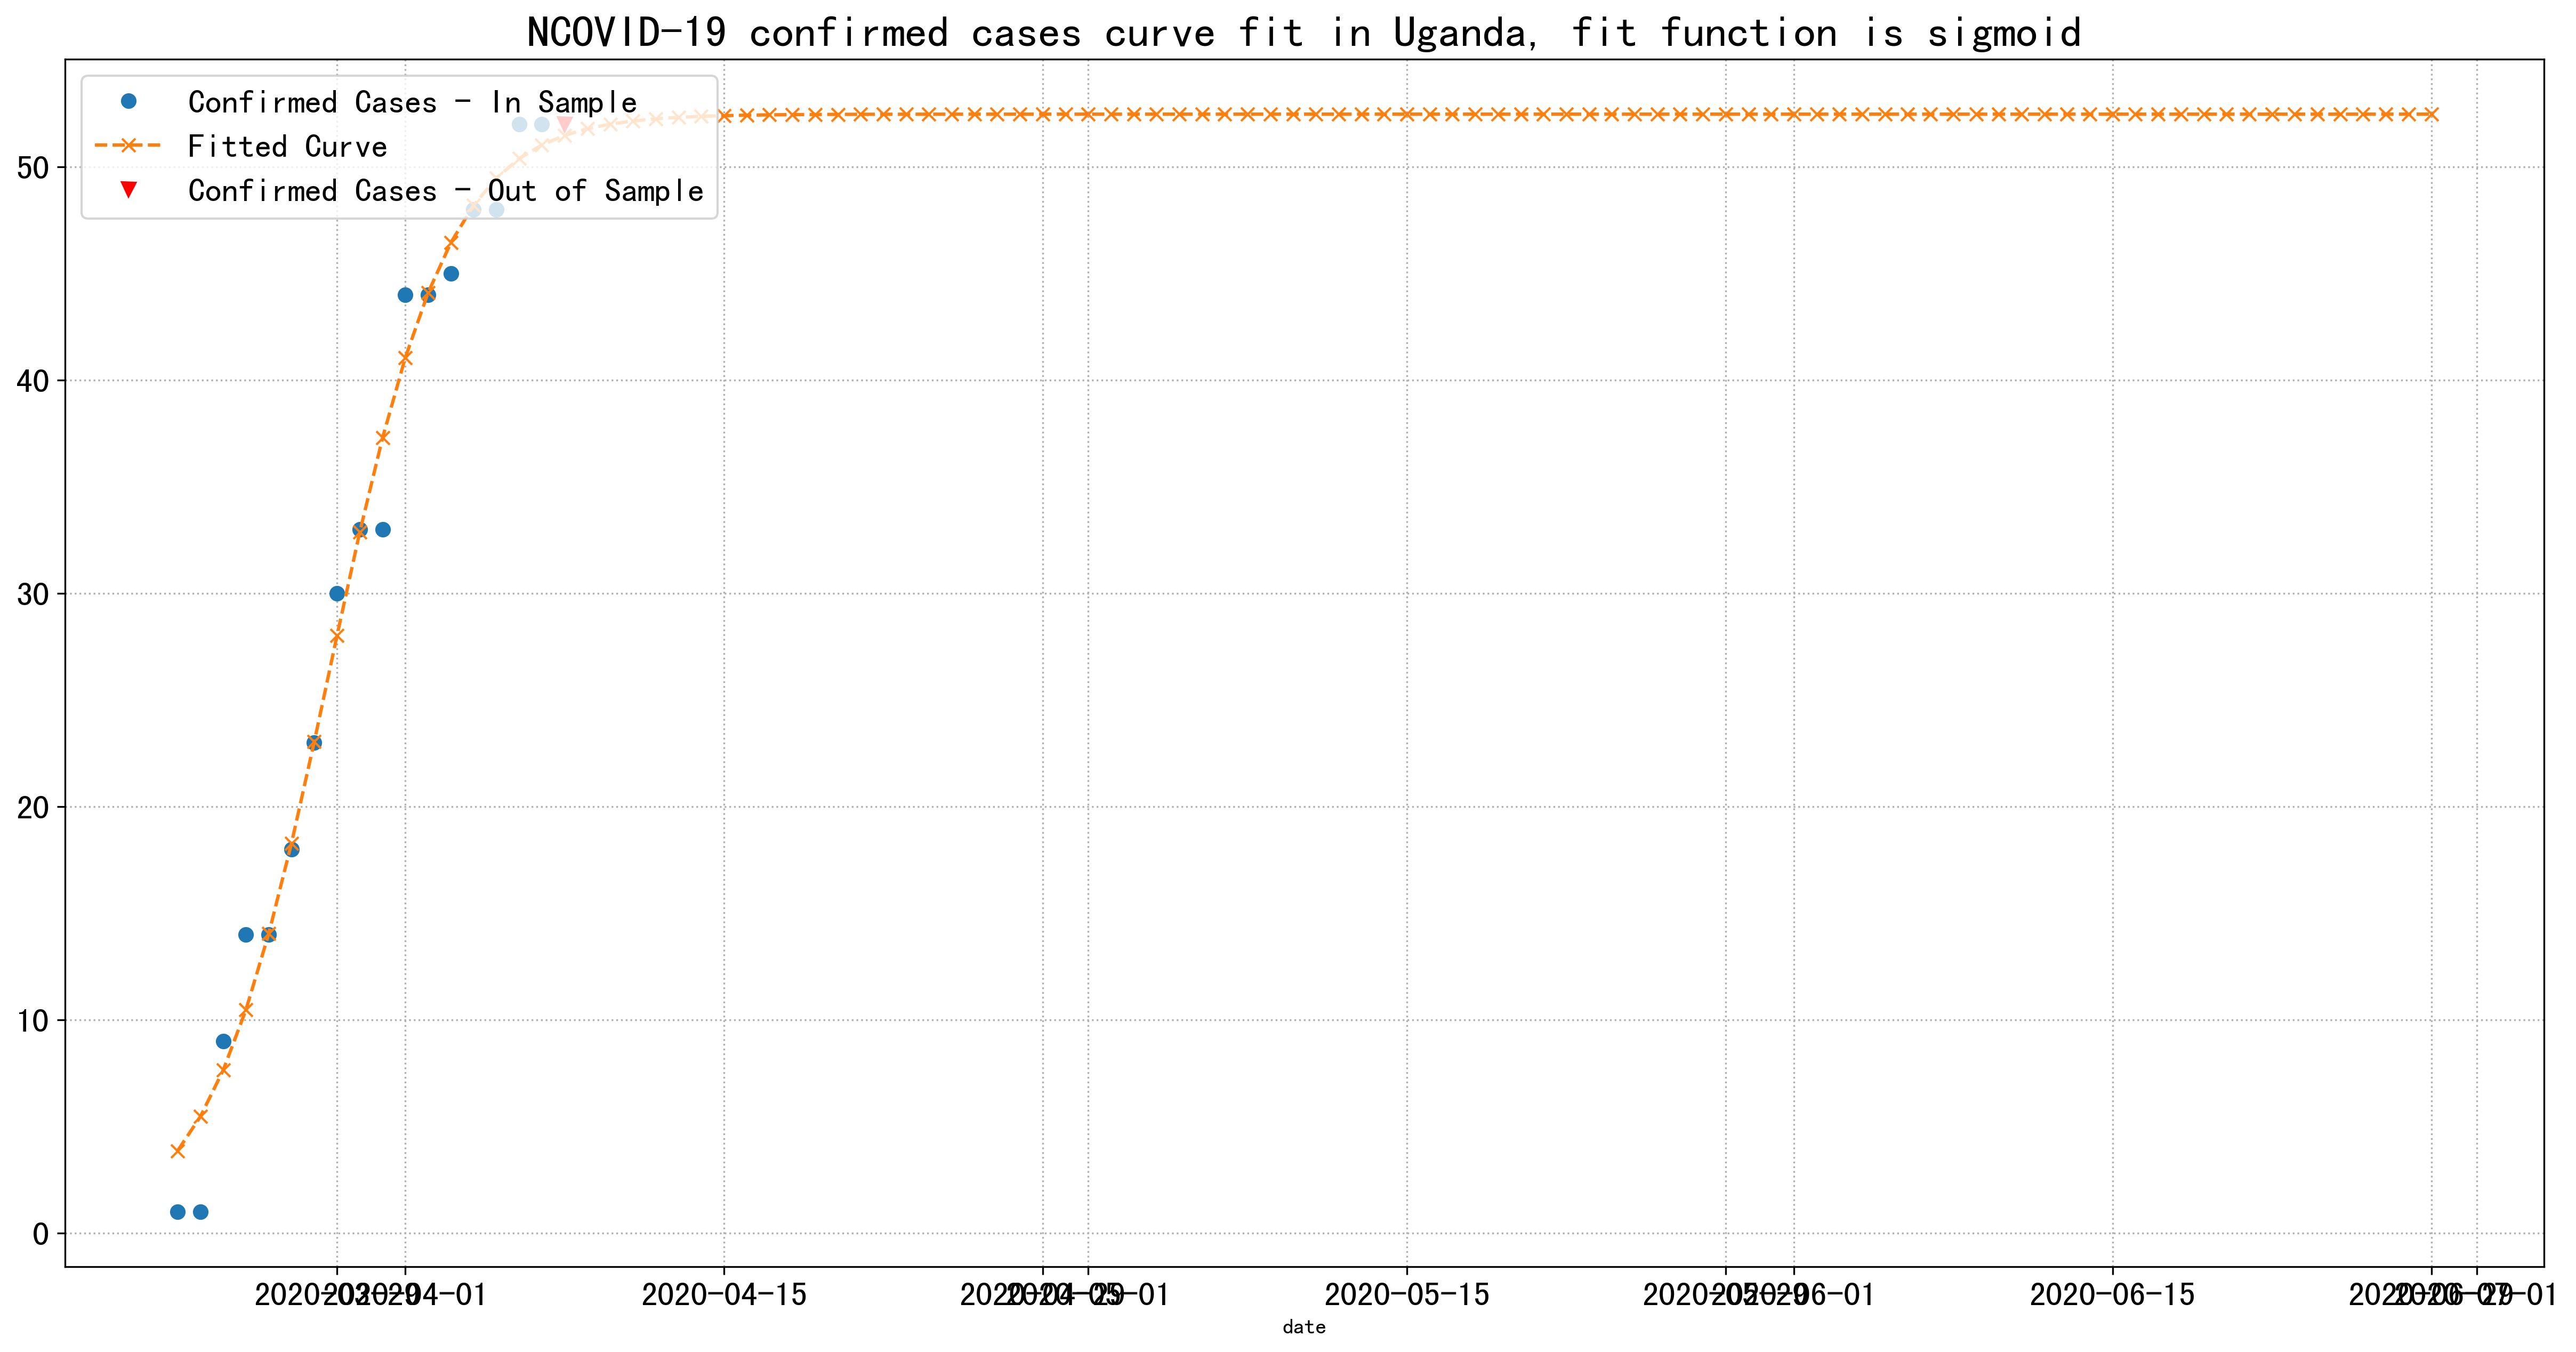 NCOVID-19 confirmed cases curve fit in Uganda, fit function is sigmoid
Confirmed Cases - In Sample
Fitted Curve
Confirmed Cases - Out of Sample
50
40
30
20
10
0
2020-03-29 2020-04-01 2020-04-15 2020-04-29 2020-05-01 2020-05-15 2020-05-29 2020-06-01 2020-06-15 2020-06-29 2020-07-01
date